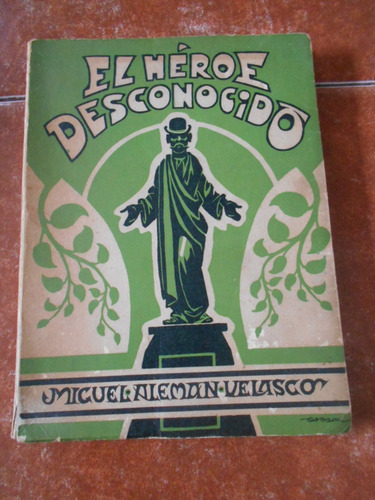 EL HÉROE
DESCONOCIDO
MIGUEL·ALEMAN·VELASCO